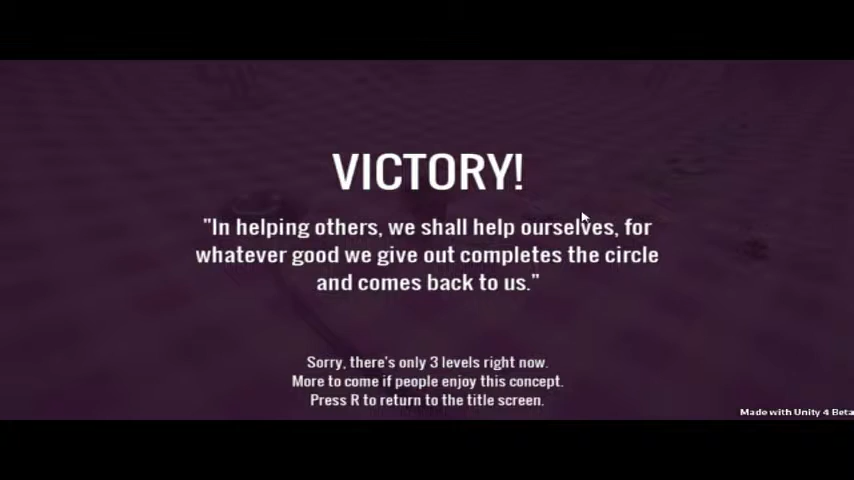 VICTORY!
"In helping others, we shall help ourselves, for
whatever good we give out completes the circle
and comes back to us."
Sorry, there's only 3 levels right now.
More to come if people enjoy this concept.
Press R to return to the title screen.
Made with Unity 4 Beta